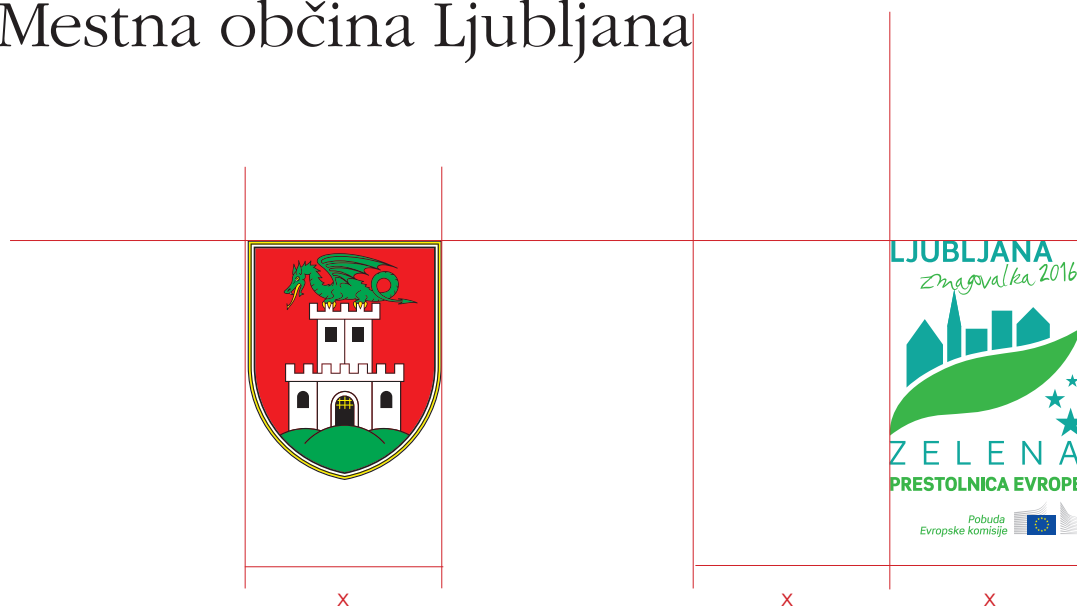 Mestna občina Ljubljana
LJUBLJANA
zmagovalka 2016
ZELENA
PRESTOLNICA EVROPE
Pobuda
Evropske komisije
X X X